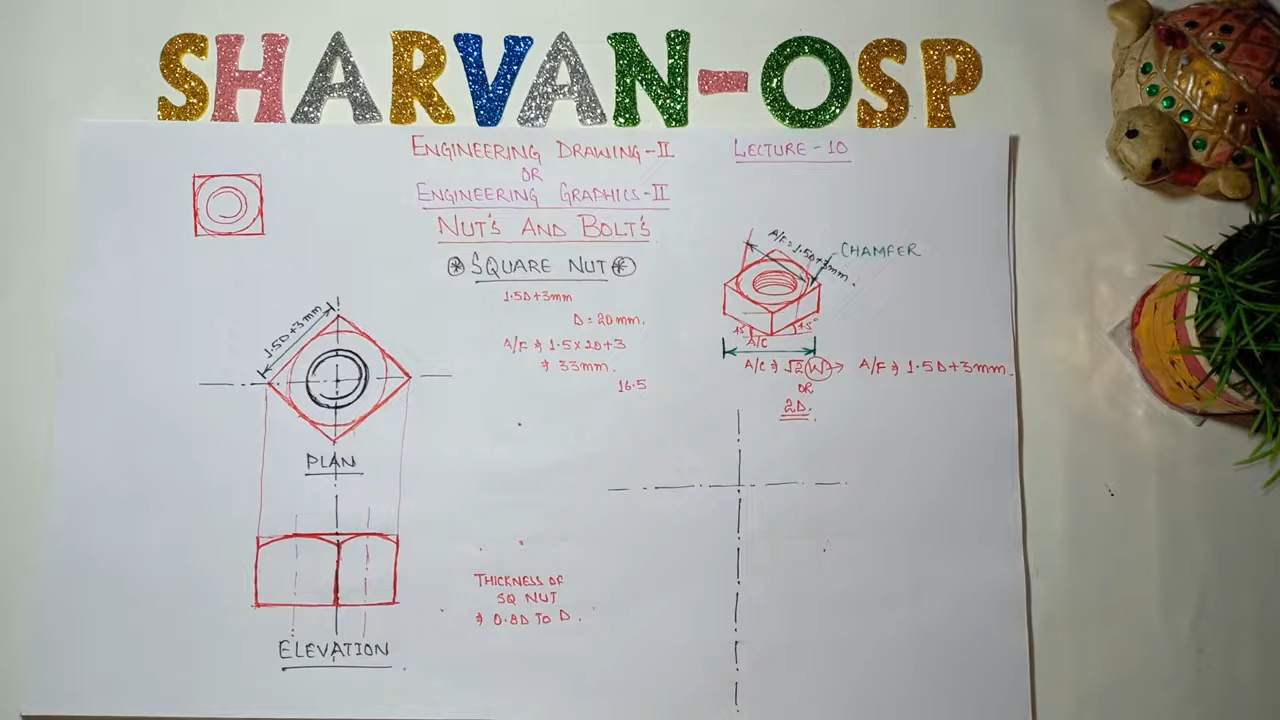 SHARVAN-OSP
ENGINEERING DRAWING-II
OR
ENGINEERING GRAPHICS-II
LECTURE - 10
NUT'S AND BOLT'S
SQUARE NUT
1.5D+3mm
D = 20mm.
A/F ⇒ 1.5×20+3
⇒ 33mm.
16.5
1.5D+3mm
PLAN
ELEVATION
THICKNESS OF
SQ NUT
⇒ 0.8D TO D.
A/F=1.5D+3mm.
CHAMFER
45° 45°
A/C
A/C ⇒ √2 W → A/F ⇒ 1.5D+3mm.
OR
2D.